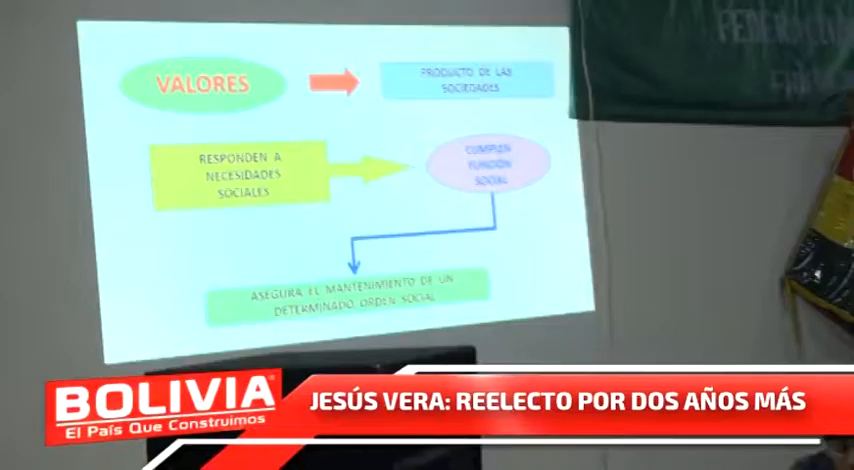 VALORES
PRODUCTO DE LAS
SOCIEDADES
RESPONDEN A
NECESIDADES
SOCIALES
CUMPLEN
FUNCIÓN
SOCIAL
ASEGURA EL MANTENIMIENTO DE UN
DETERMINADO ORDEN SOCIAL
BOLIVIA
El País Que Construimos
JESÚS VERA: REELECTO POR DOS AÑOS MÁS